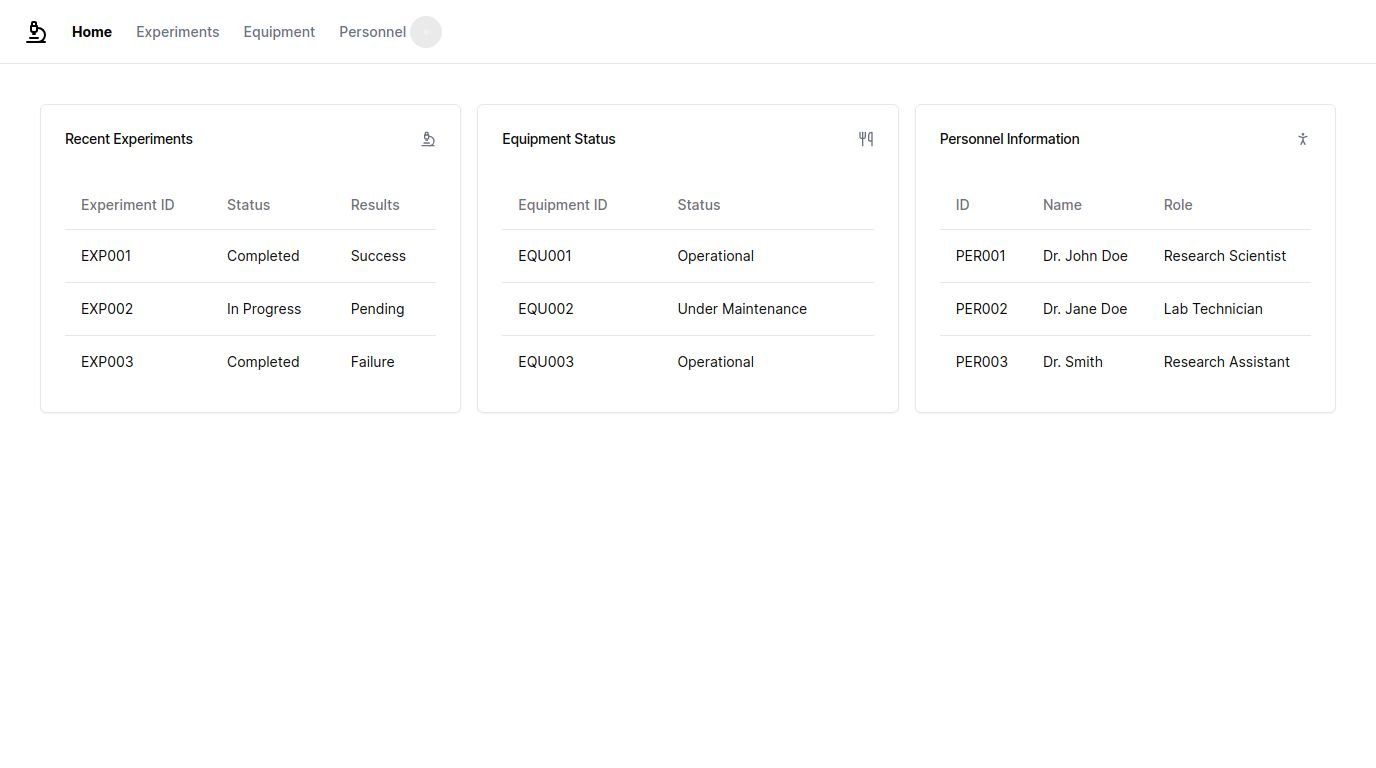 Home Experiments Equipment Personnel
Recent Experiments
Experiment ID Status Results
EXP001 Completed Success
EXP002 In Progress Pending
EXP003 Completed Failure
Equipment Status
Equipment ID Status
EQU001 Operational
EQU002 Under Maintenance
EQU003 Operational
Personnel Information
ID Name Role
PER001 Dr. John Doe Research Scientist
PER002 Dr. Jane Doe Lab Technician
PER003 Dr. Smith Research Assistant